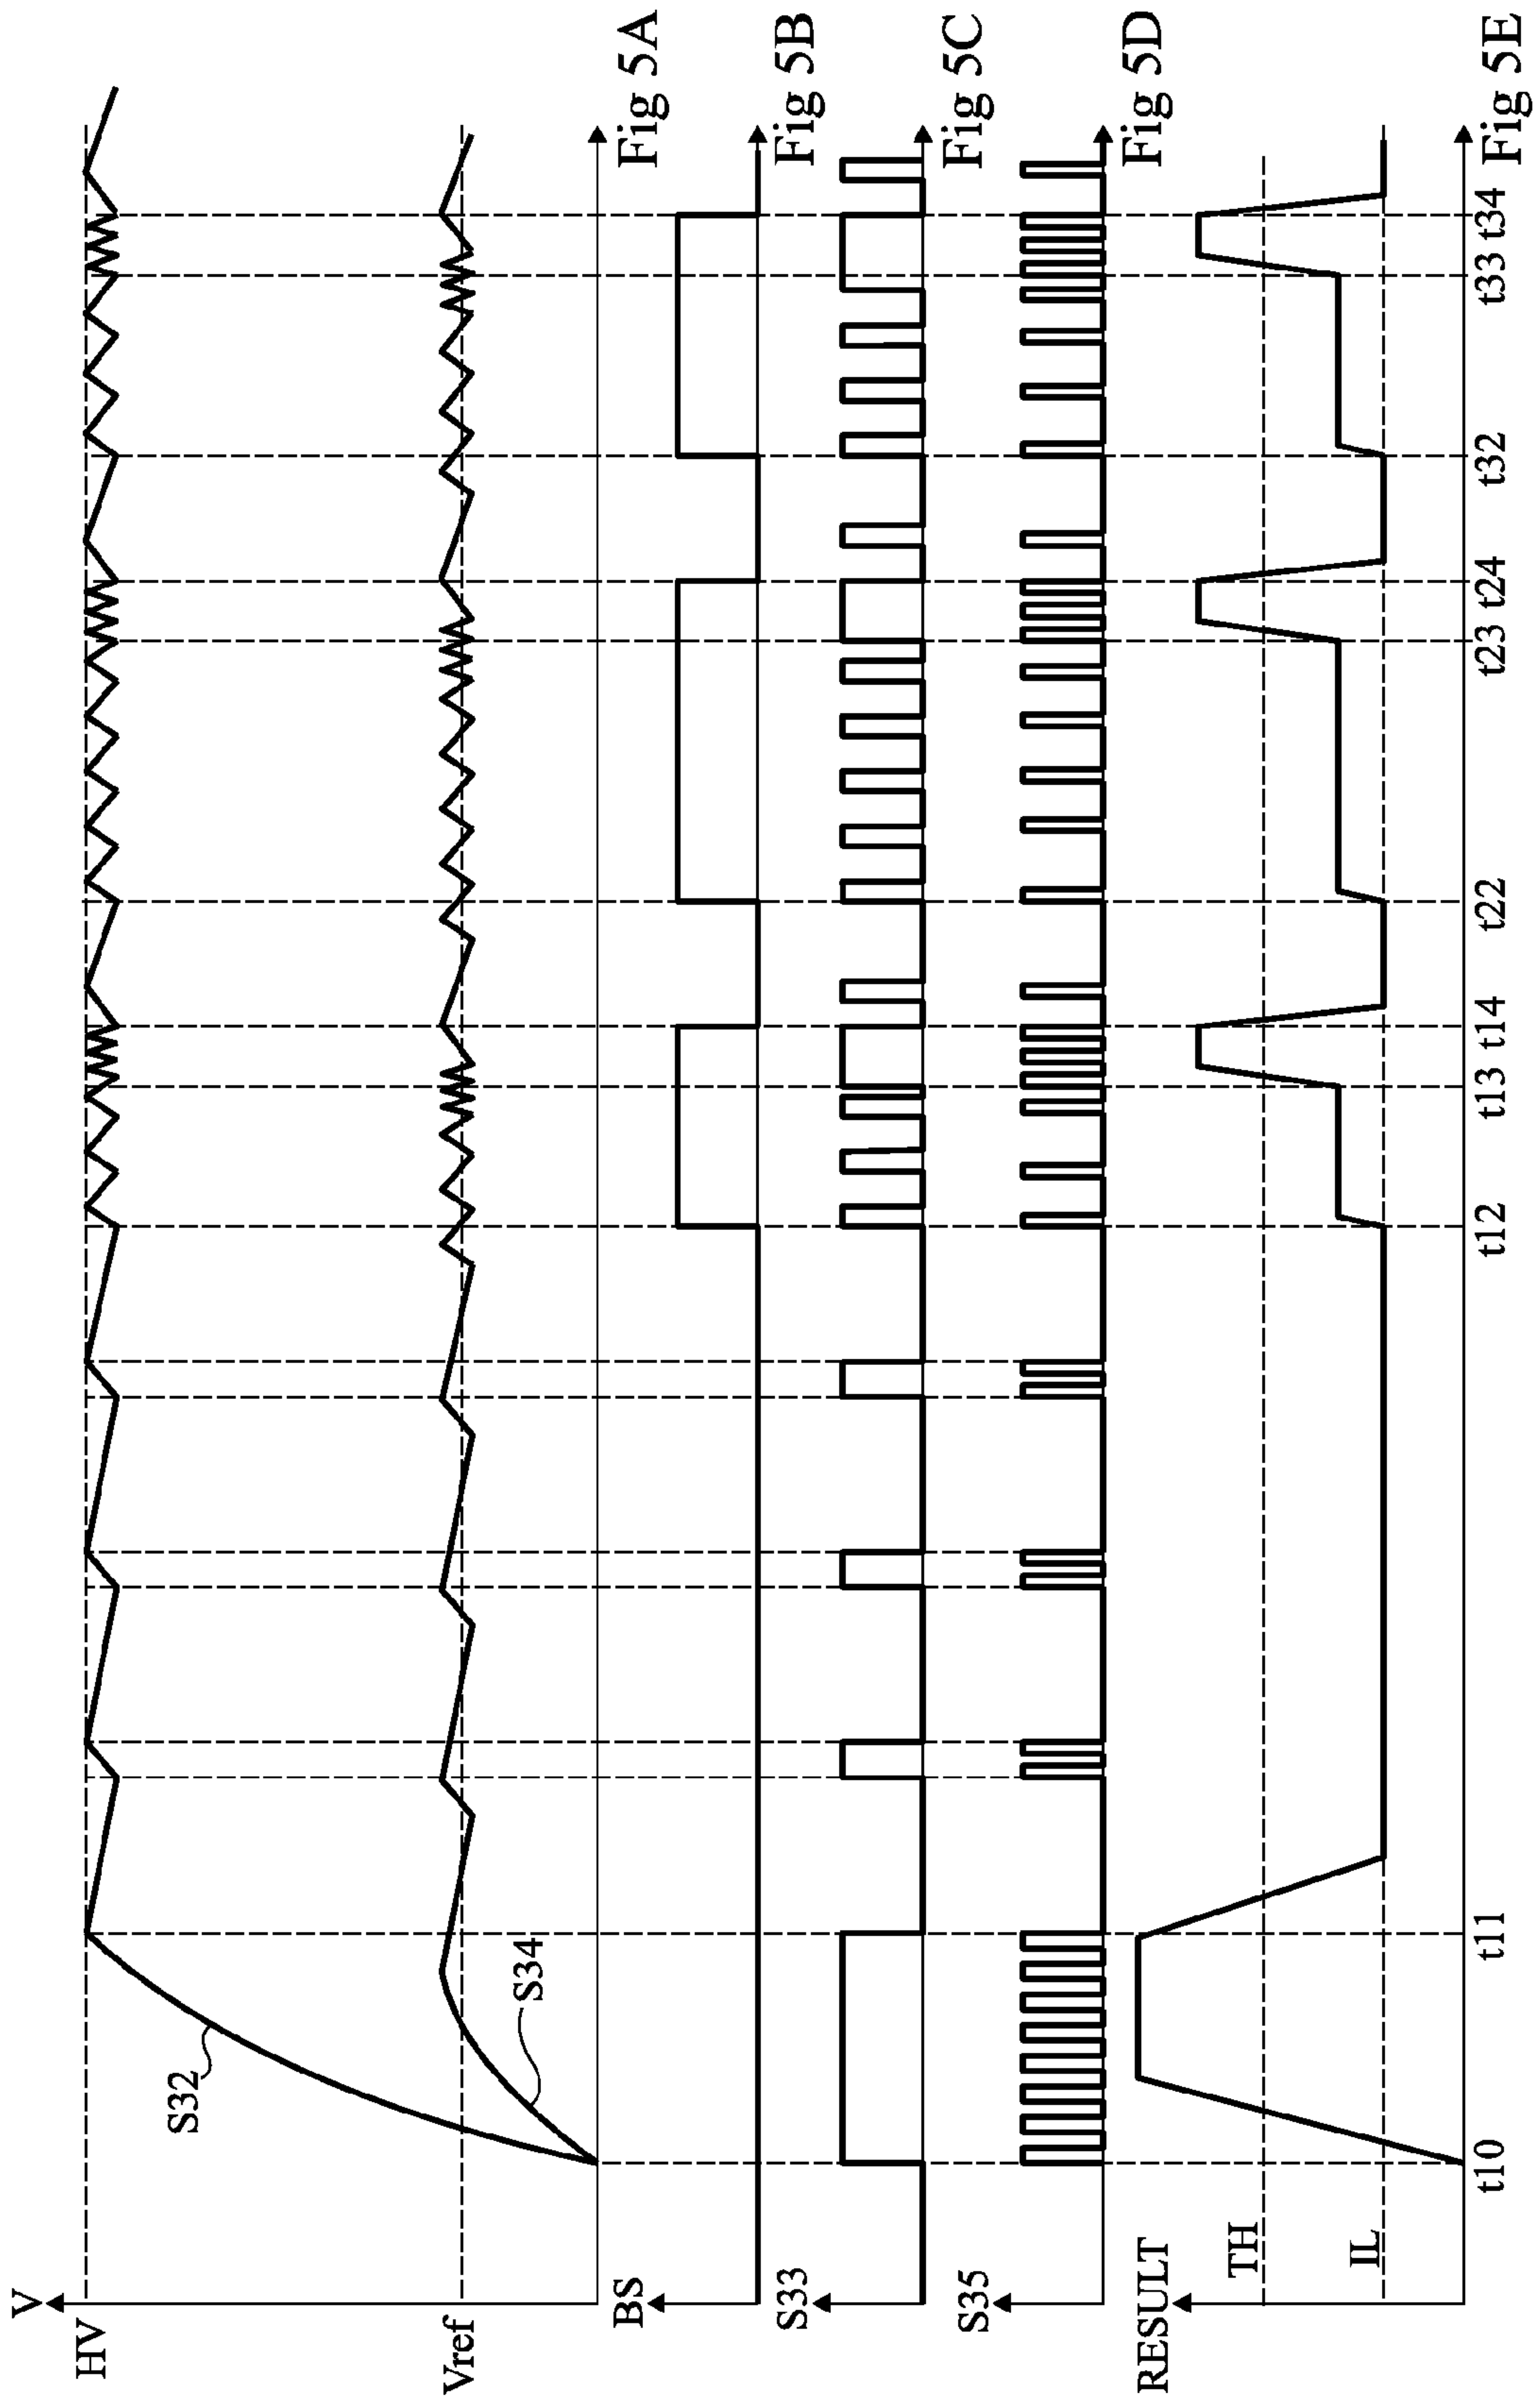 V
HV
S32
Vref
S34
Fig 5A
BS
Fig 5B
S33
Fig 5C
S35
Fig 5D
RESULT
TH
IL
t10 t11 t12 t13 t14 t22 t23 t24 t32 t33 t34
Fig 5E